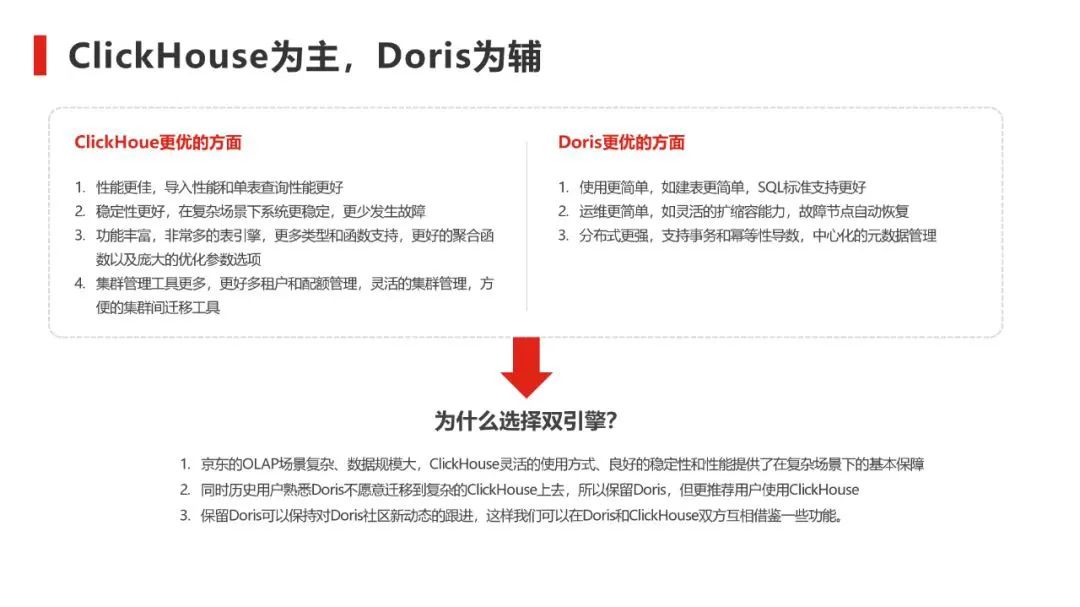 ClickHouse为主，Doris为辅
ClickHoue更优的方面
1. 性能更佳，导入性能和单表查询性能更好
2. 稳定性更好，在复杂场景下系统更稳定，更少发生故障
3. 功能丰富，非常多的表引擎，更多类型和函数支持，更好的聚合函
数以及庞大的优化参数选项
4. 集群管理工具更多，更好多租户和配额管理，灵活的集群管理，方
便的集群间迁移工具
Doris更优的方面
1. 使用更简单，如建表更简单，SQL标准支持更好
2. 运维更简单，如灵活的扩缩容能力，故障节点自动恢复
3. 分布式更强，支持事务和幂等性导数，中心化的元数据管理
为什么选择双引擎？
1. 京东的OLAP场景复杂、数据规模大，ClickHouse灵活的使用方式、良好的稳定性和性能提供了在复杂场景下的基本保障
2. 同时历史用户熟悉Doris不愿意迁移到复杂的ClickHouse上去，所以保留Doris，但更推荐用户使用ClickHouse
3. 保留Doris可以保持对Doris社区新动态的跟进，这样我们可以在Doris和ClickHouse双方互相借鉴一些功能。